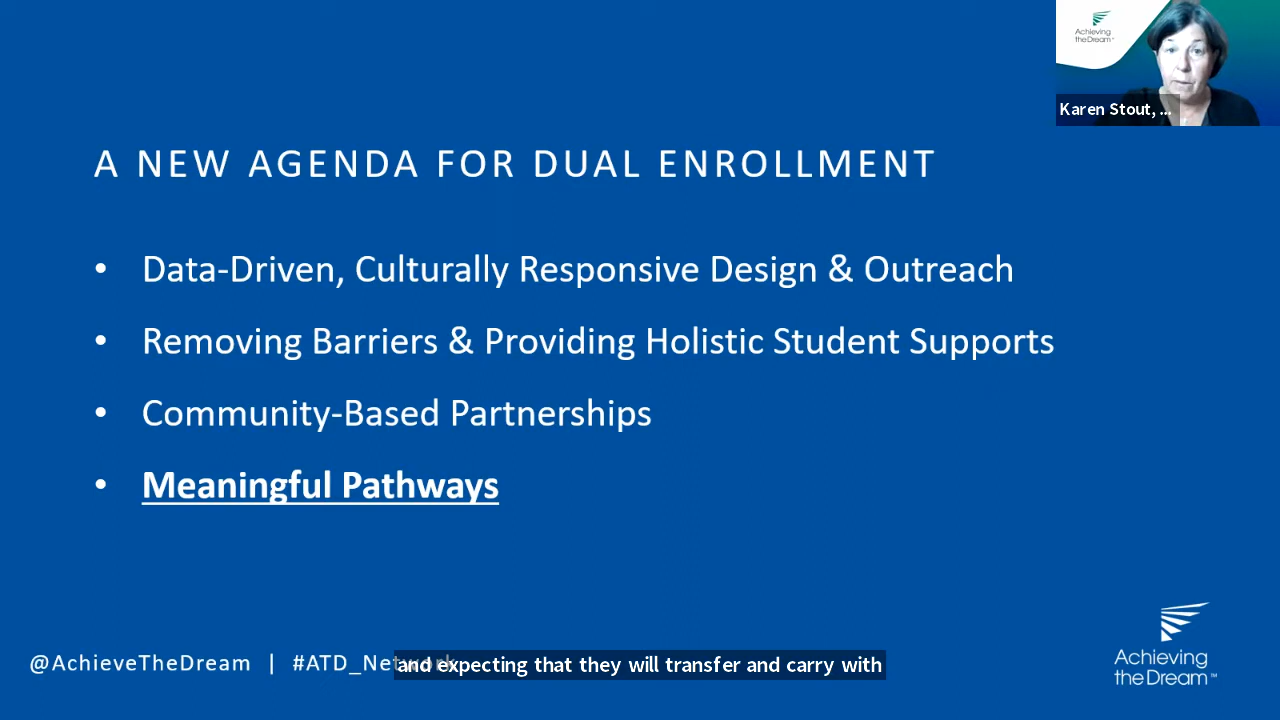 Achieving
the Dream™
Karen Stout, ...
A NEW AGENDA FOR DUAL ENROLLMENT
• Data-Driven, Culturally Responsive Design & Outreach
• Removing Barriers & Providing Holistic Student Supports
• Community-Based Partnerships
• Meaningful Pathways
@AchieveTheDream | #ATD_Network
and expecting that they will transfer and carry with
Achieving
the Dream™